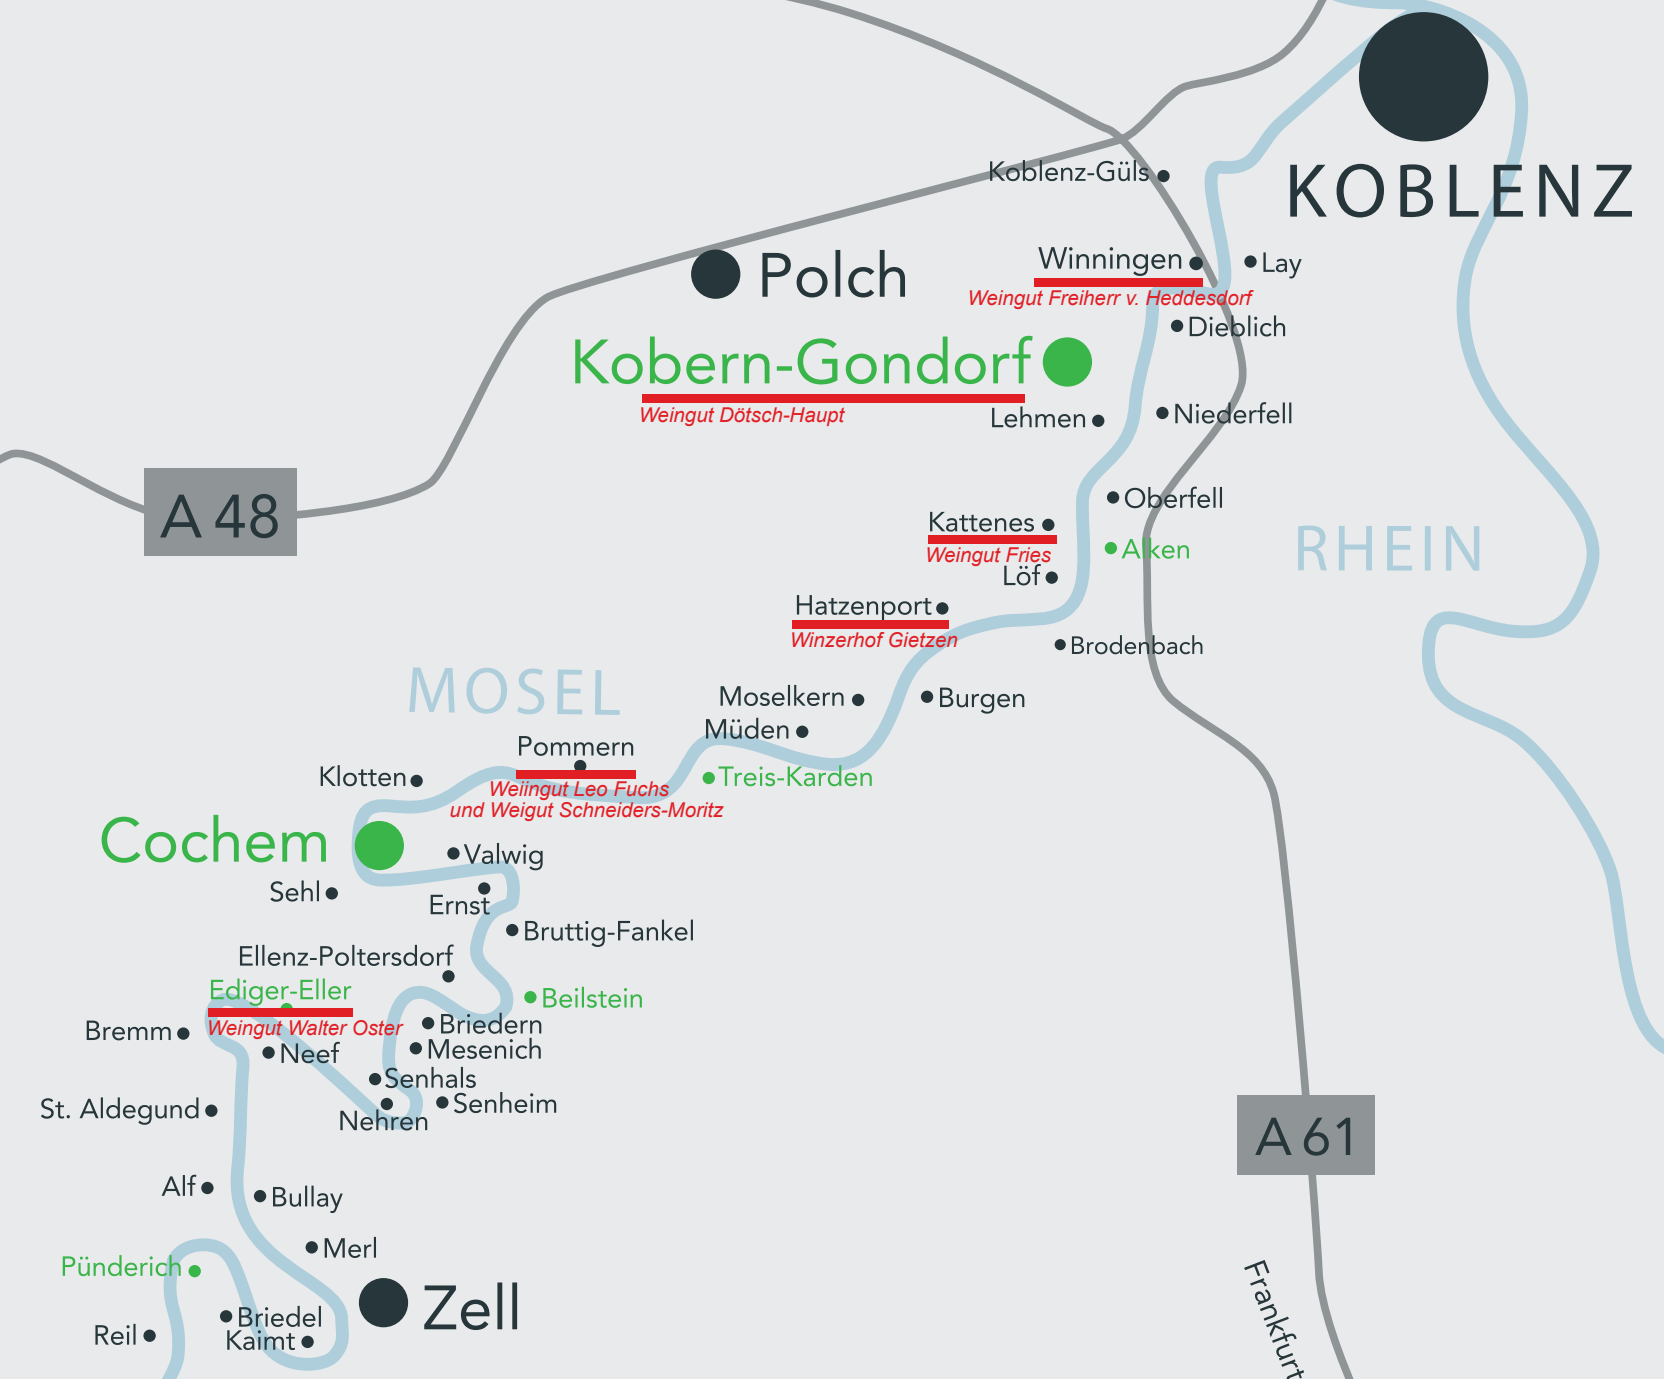 Koblenz-Güls
KOBLENZ
Winningen
Lay
Weingut Freiherr v. Heddesdorf
Polch
Dieblich
Kobern-Gondorf
Weingut Dötsch-Haupt
Lehmen
Niederfell
A 48
Oberfell
Kattenes
Weingut Fries
Alken
RHEIN
Löf
Hatzenport
Winzerhof Gietzen
Brodenbach
MOSEL
Moselkern
Burgen
Müden
Pommern
Klotten
Treis-Karden
Weiingut Leo Fuchs
und Weigut Schneiders-Moritz
Cochem
Valwig
Sehl
Ernst
Bruttig-Fankel
Ellenz-Poltersdorf
Ediger-Eller
Beilstein
Weingut Walter Oster
Briedern
Bremm
Neef
Mesenich
Senhals
St. Aldegund
Senheim
Nehren
A 61
Alf
Bullay
Merl
Pünderich
Zell
Briedel
Reil
Kaimt
Frankfurt